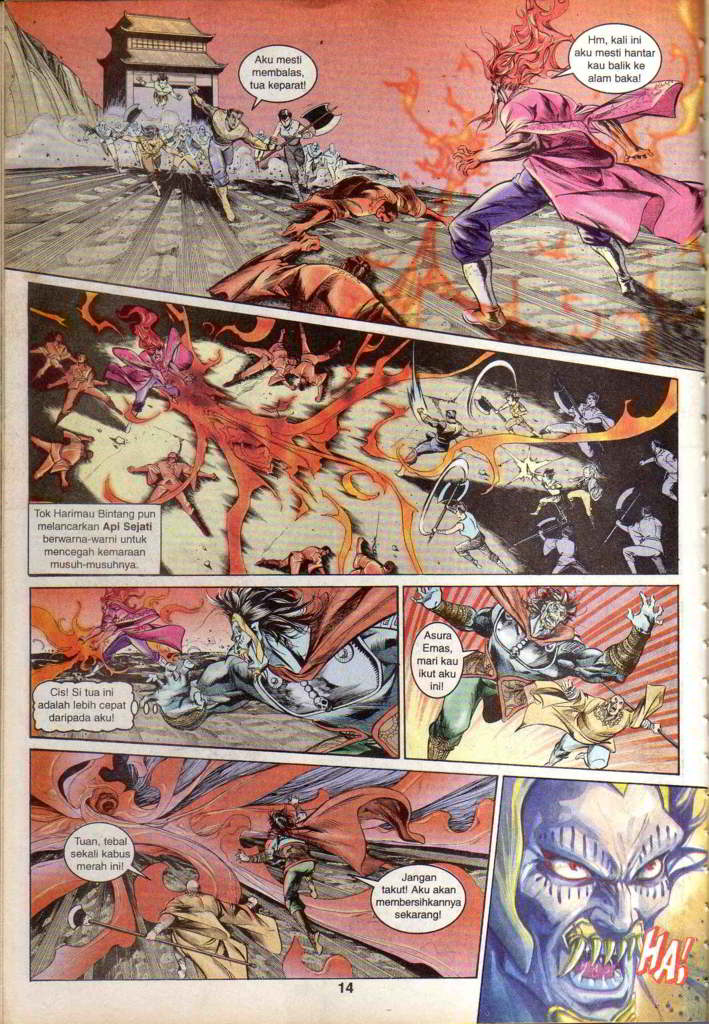 Aku mesti
membalas,
tua keparat!
Hm, kali ini
aku mesti hantar
kau balik ke
alam baka!
Tok Harimau Bintang pun
melancarkan Api Sejati
berwarna-warni untuk
mencegah kemaraan
musuh-musuhnya.
Cis! Si tua ini
adalah lebih cepat
daripada aku!
Asura
Emas,
mari kau
ikut aku
ini!
Tuan, tebal
sekali kabus
merah ini!
Jangan
takut! Aku akan
membersihkannya
sekarang!
HA!
14